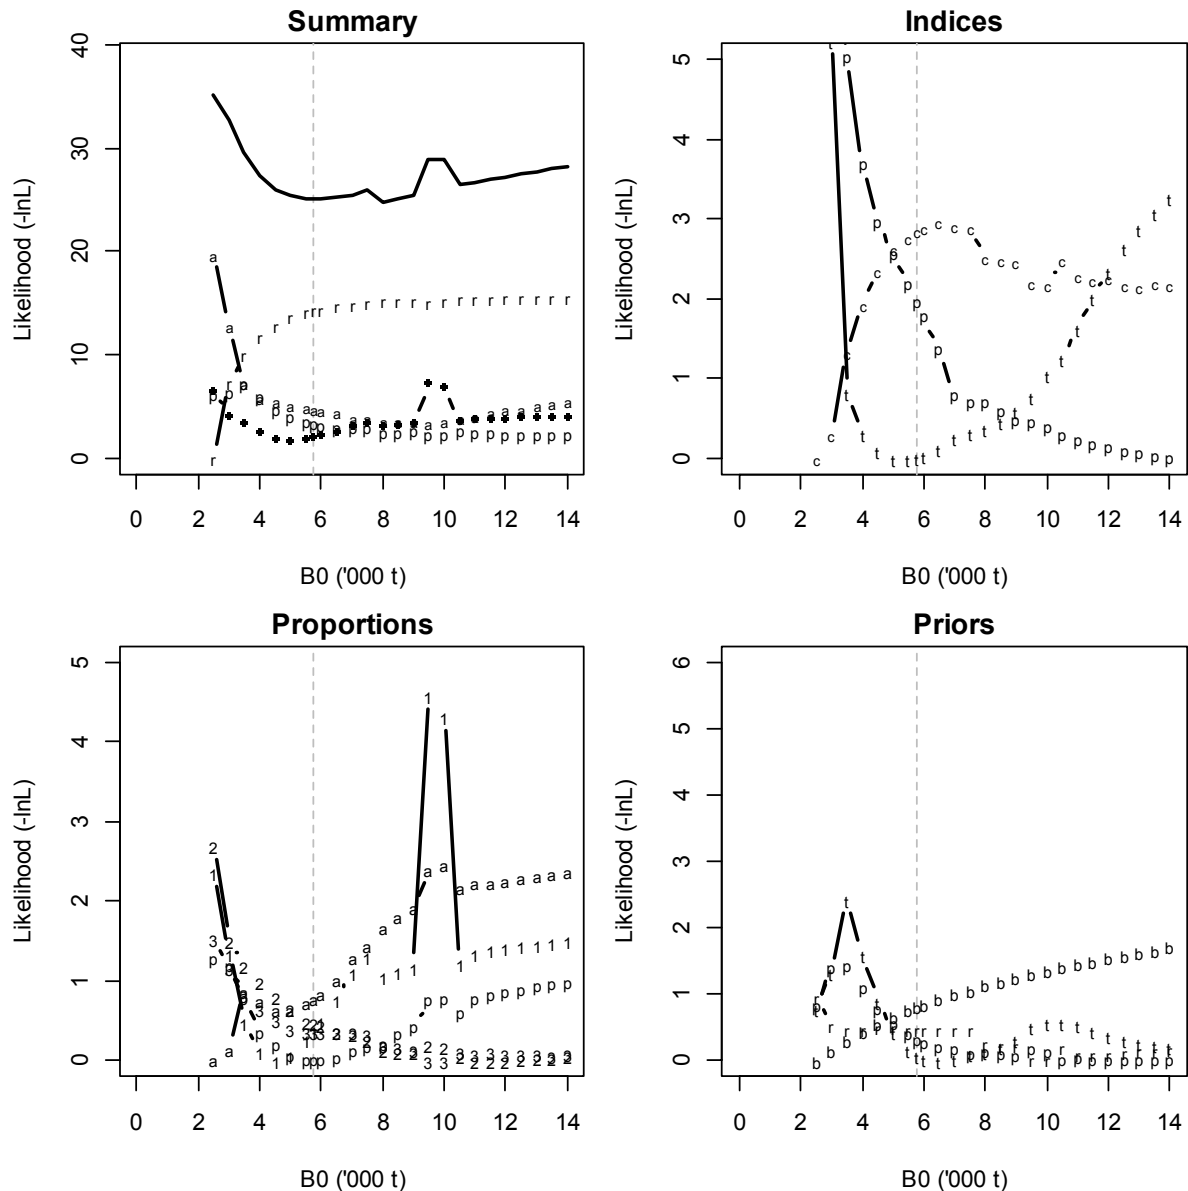 Summary
Likelihood (-lnL)
0 10 20 30 40
0 2 4 6 8 10 12 14
B0 ('000 t)
Indices
Likelihood (-lnL)
0 1 2 3 4 5
0 2 4 6 8 10 12 14
B0 ('000 t)
Proportions
Likelihood (-lnL)
0 1 2 3 4 5
0 2 4 6 8 10 12 14
B0 ('000 t)
Priors
Likelihood (-lnL)
0 1 2 3 4 5 6
0 2 4 6 8 10 12 14
B0 ('000 t)